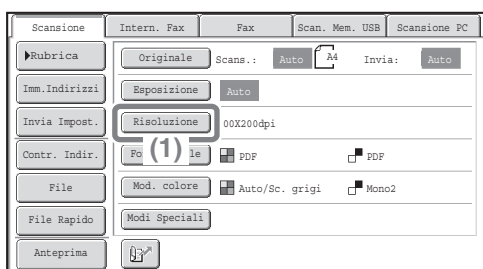 Scansione Intern. Fax Fax Scan. Mem. USB Scansione PC
Rubrica Originale Scans.: Auto A4 Invia: Auto
Imm.Indirizzi Esposizione Auto
Invia Impost. Risoluzione 00X200dpi
(1)
Contr. Indir. Fo le PDF PDF
File Mod. colore Auto/Sc. grigi Mono2
File Rapido Modi Speciali
Anteprima